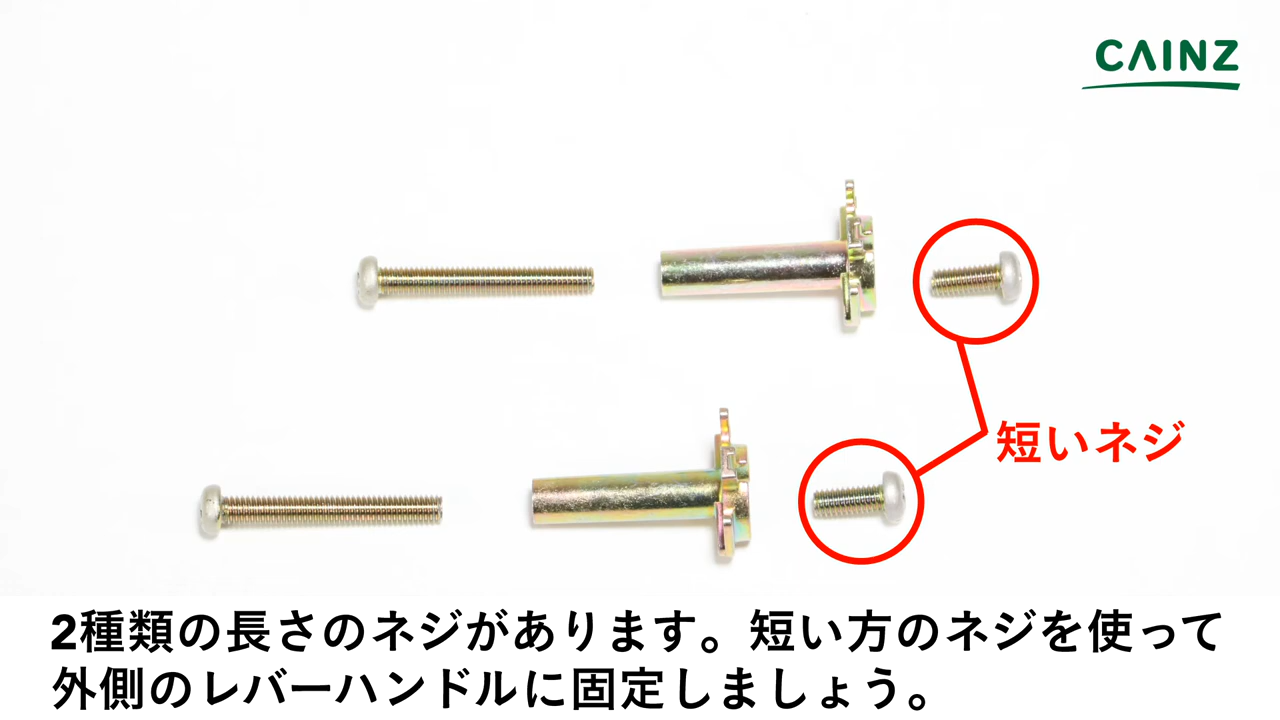 CAINZ
短いネジ
2種類の長さのネジがあります。短い方のネジを使って
外側のレバーハンドルに固定しましょう。